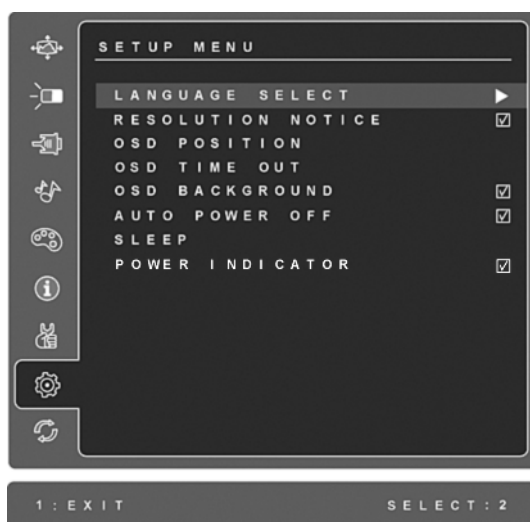 SETUP MENU
LANGUAGE SELECT
RESOLUTION NOTICE
OSD POSITION
OSD TIME OUT
OSD BACKGROUND
AUTO POWER OFF
SLEEP
POWER INDICATOR
1:EXIT SELECT:2